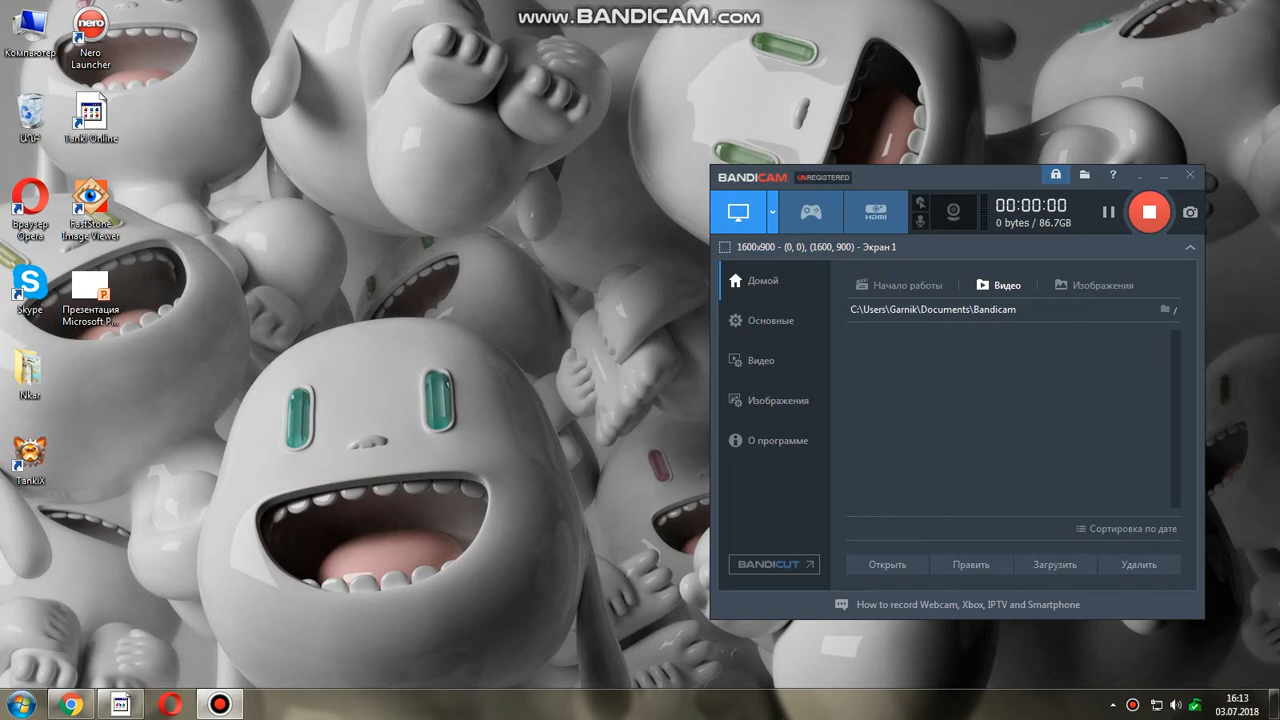 www.BANDICAM.com
Компьютер
Nero
Launcher
ԱՂԲ
Tanki Online
Браузер
Opera
FastStone
Image Viewer
Skype
Презентация
Microsoft P...
Nkar
TankiX
BANDICAM
UNREGISTERED
HDMI
00:00:00
0 bytes / 86.7GB
1600x900 - (0, 0), (1600, 900) - Экран 1
Домой
Основные
Видео
Изображения
О программе
Начало работы
Видео
Изображения
C:\Users\Garnik\Documents\Bandicam
/
Сортировка по дате
BANDICUT
Открыть
Править
Загрузить
Удалить
How to record Webcam, Xbox, IPTV and Smartphone
16:13
03.07.2018